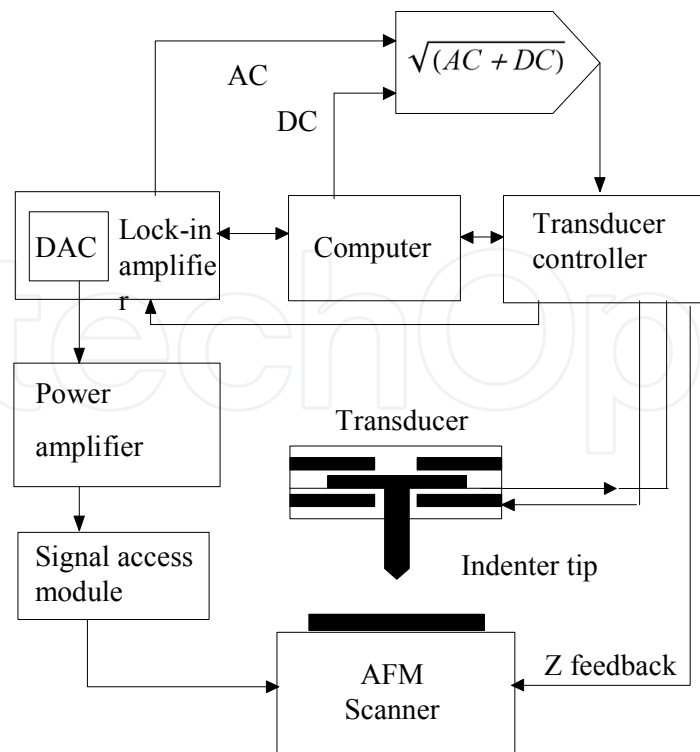 √(AC + DC)
AC
DC
DAC
Lock-in
amplifie
r
Computer
Transducer
controller
Power
amplifier
Transducer
Signal access
module
Indenter tip
Z feedback
AFM
Scanner
techOp